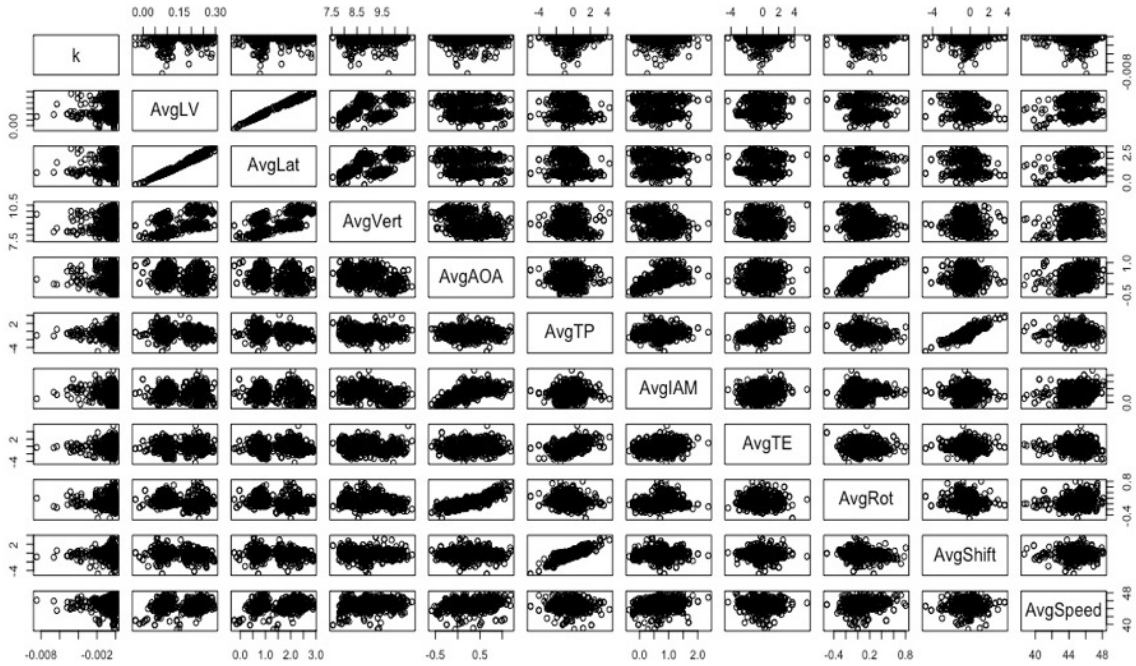 0.00 0.15 0.30 7.5 8.5 9.5 -4 0 2 4 -4 0 2 4 -4 0 2 4
k
-0.008
AvgLV
0.00
AvgLat
0.0 2.5
AvgVert
7.5 10.5
AvgAOA
-0.5 1.0
AvgTP
-4 2
AvgIAM
0.0
AvgTE
-4 2
AvgRot
-0.4 0.8
AvgShift
-4 2
AvgSpeed
40 48
-0.008 -0.002 0.0 1.0 2.0 3.0 -0.5 0.5 0.0 1.0 2.0 -0.4 0.0 0.4 0.8 40 44 48